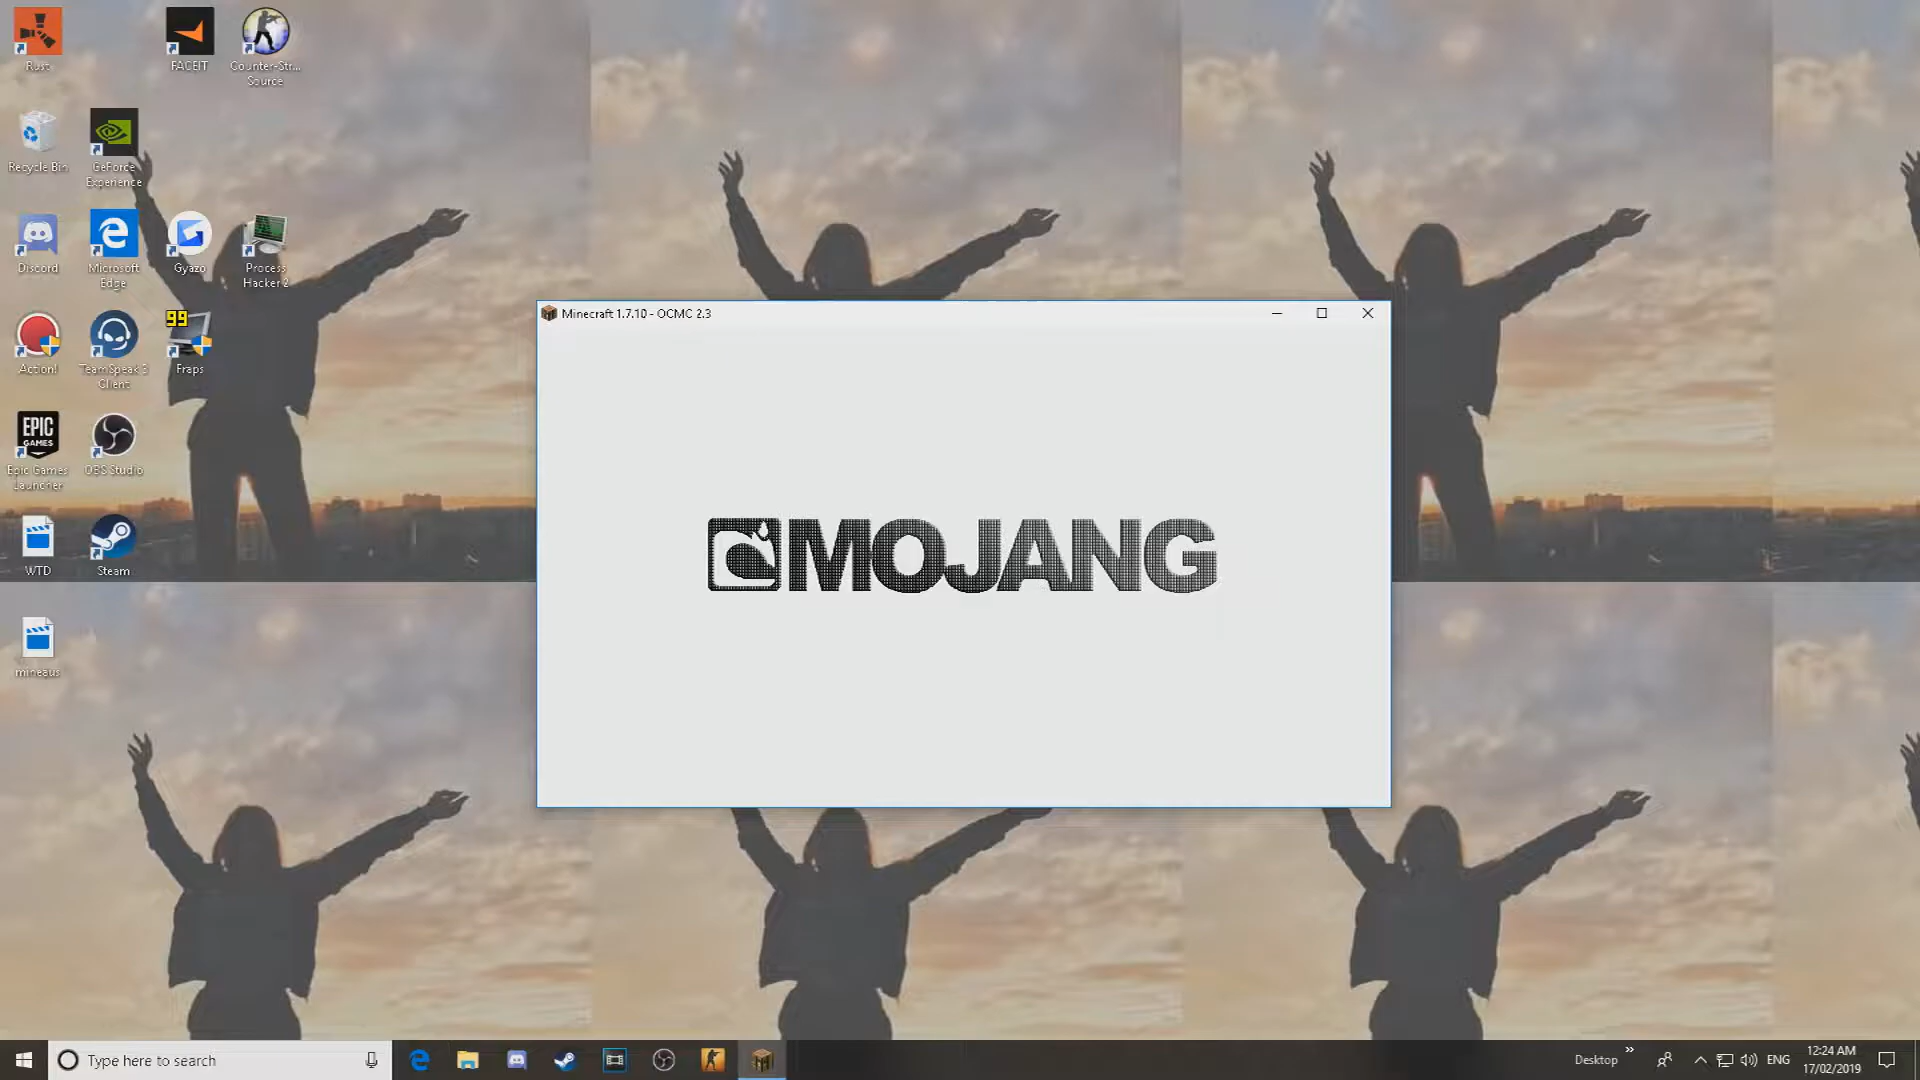 Rust
FACEIT
Counter-Str...
Source
Recycle Bin
GeForce
Experience
Discord
Microsoft
Edge
Gyazo
Process
Hacker 2
Action!
TeamSpeak 3
Client
99
Fraps
EPIC
GAMES
Epic Games
Launcher
OBS Studio
WTD
Steam
mineaus
Minecraft 1.7.10 - OCMC 2.3
MOJANG
Type here to search
Desktop
ENG
12:24 AM
17/02/2019